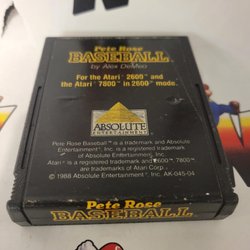 Pete Rose
BASEBALL
by Alex DeMeo
For the Atari® 2600™ and
the Atari® 7800™ in 2600™ mode.
ABSOLUTE
ENTERTAINMENT
Pete Rose Baseball™ is a trademark and Absolute
Entertainment®, Inc. is a registered trademark
of Absolute Entertainment, Inc.
Atari® is a registered trademark and 2600™, 7800™
are trademarks of Atari Corp.
© 1988 Absolute Entertainment, Inc. AK-045-04
Pete Rose
BASEBALL